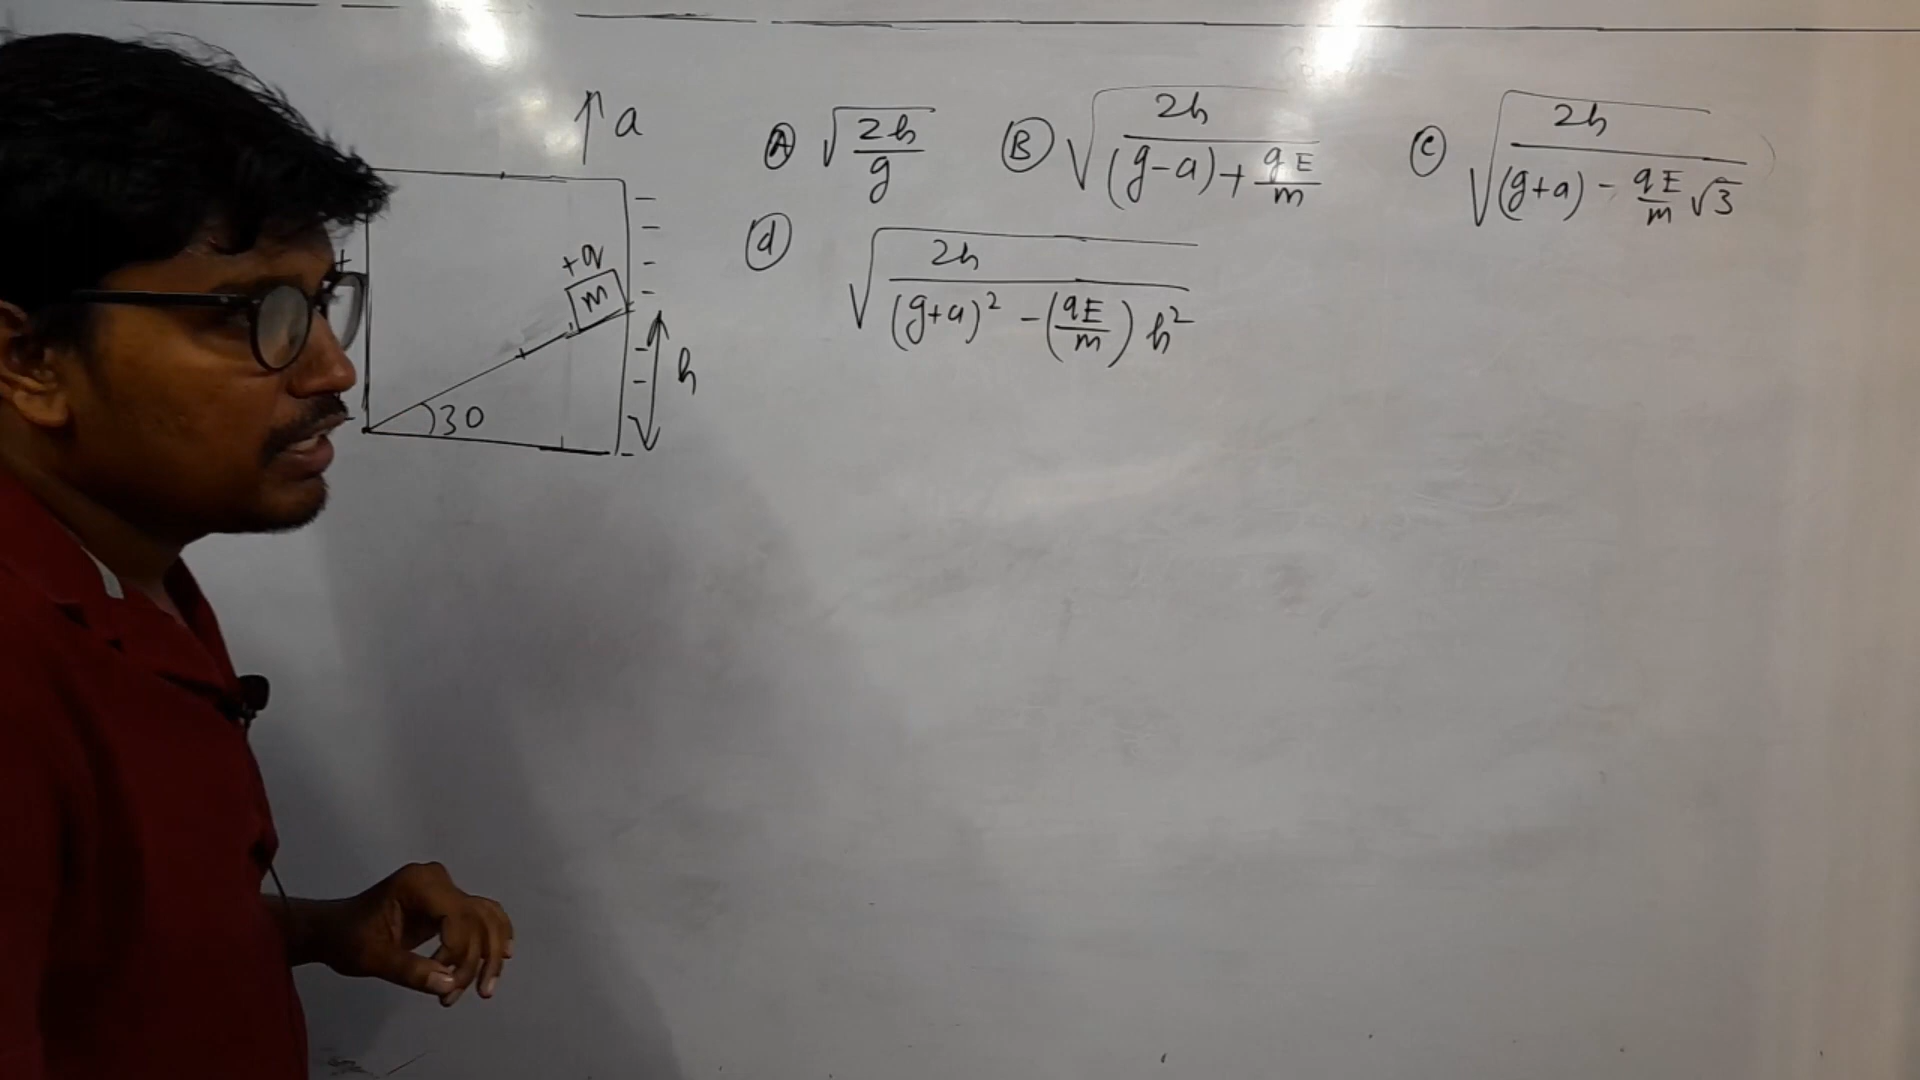 ↑ a
+
+q
m
30
h
Ⓐ √(2h/g)
Ⓑ √(2h/((g-a)+qE/m))
Ⓒ √(2h/((g+a) - qE/m √3))
ⓓ √(2h/((g+a)² - (qE/m) h²))